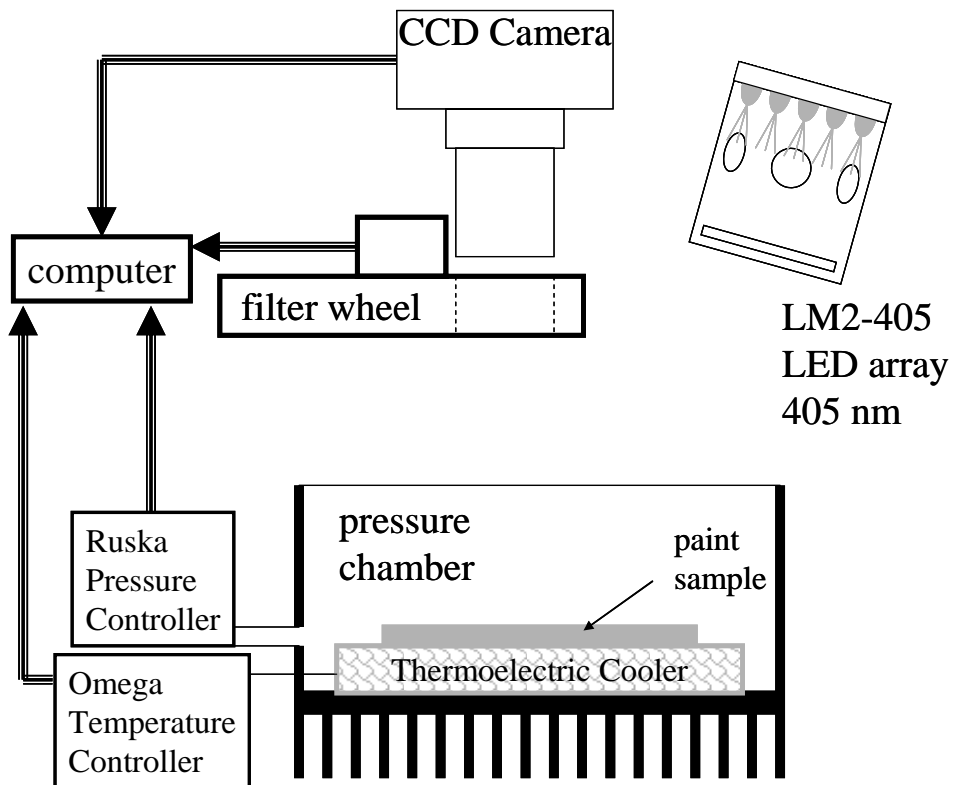 CCD Camera
computer
filter wheel
LM2-405
LED array
405 nm
Ruska
Pressure
Controller
pressure
chamber
paint
sample
Thermoelectric Cooler
Omega
Temperature
Controller